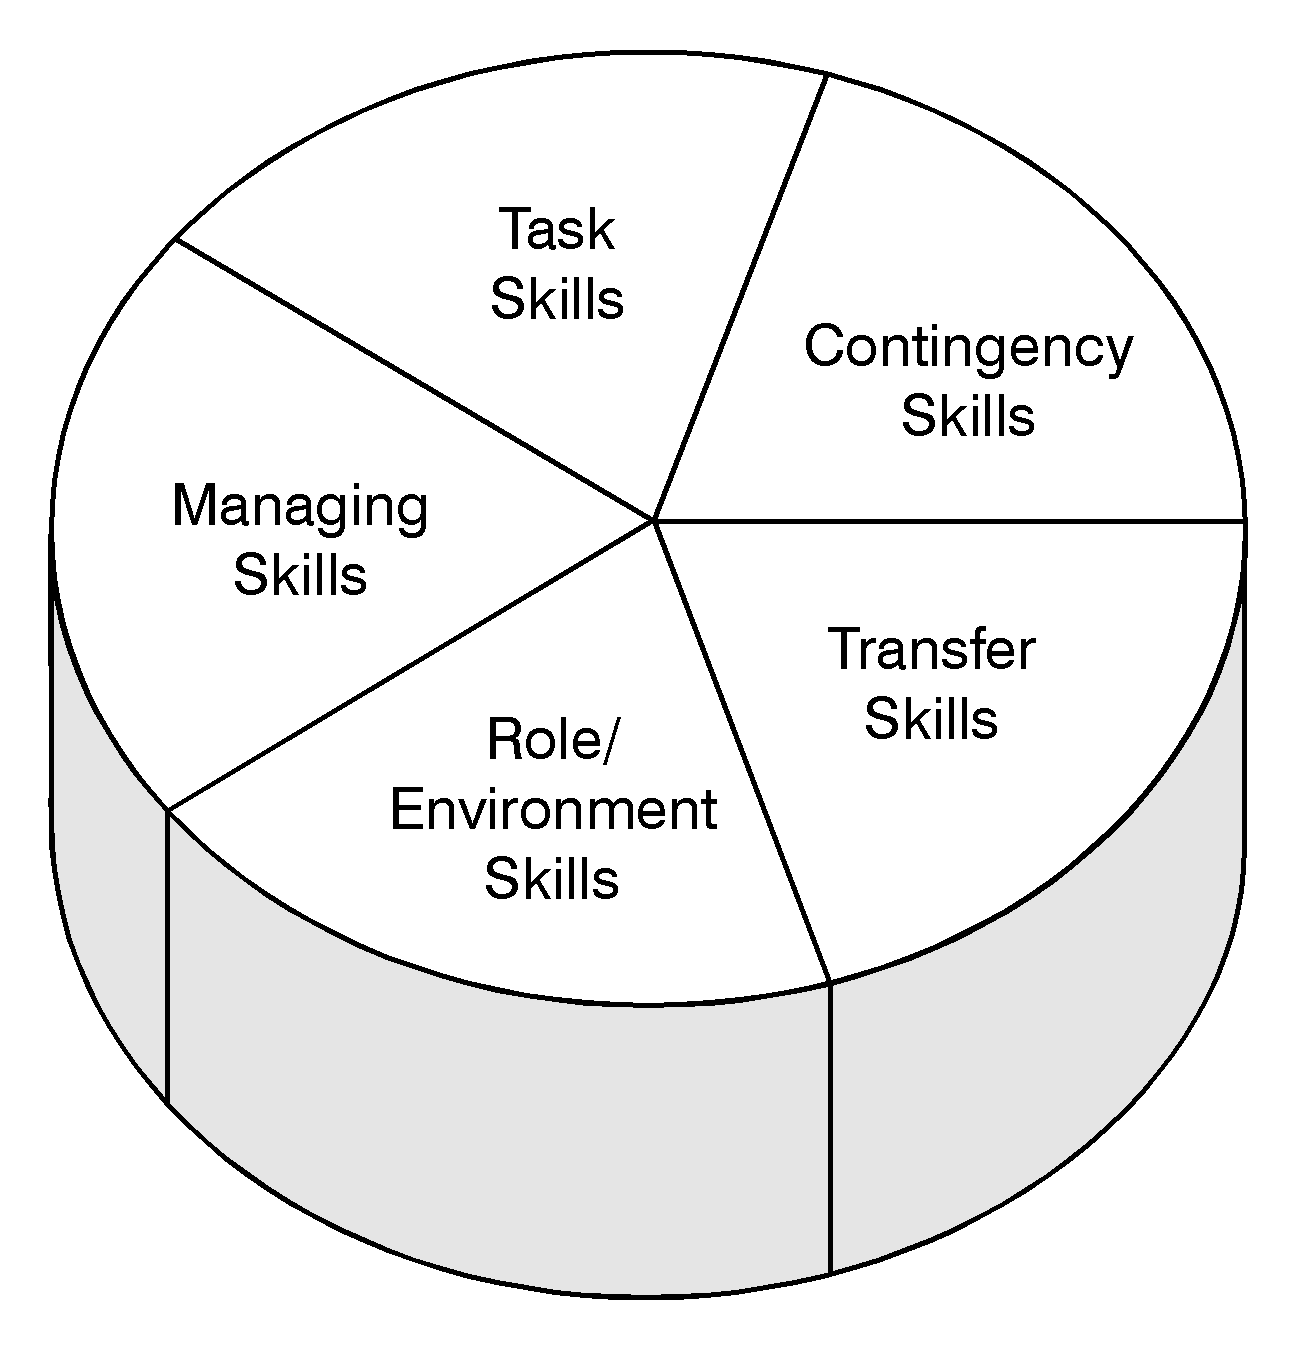 Task
Skills
Contingency
Skills
Managing
Skills
Transfer
Skills
Role/
Environment
Skills